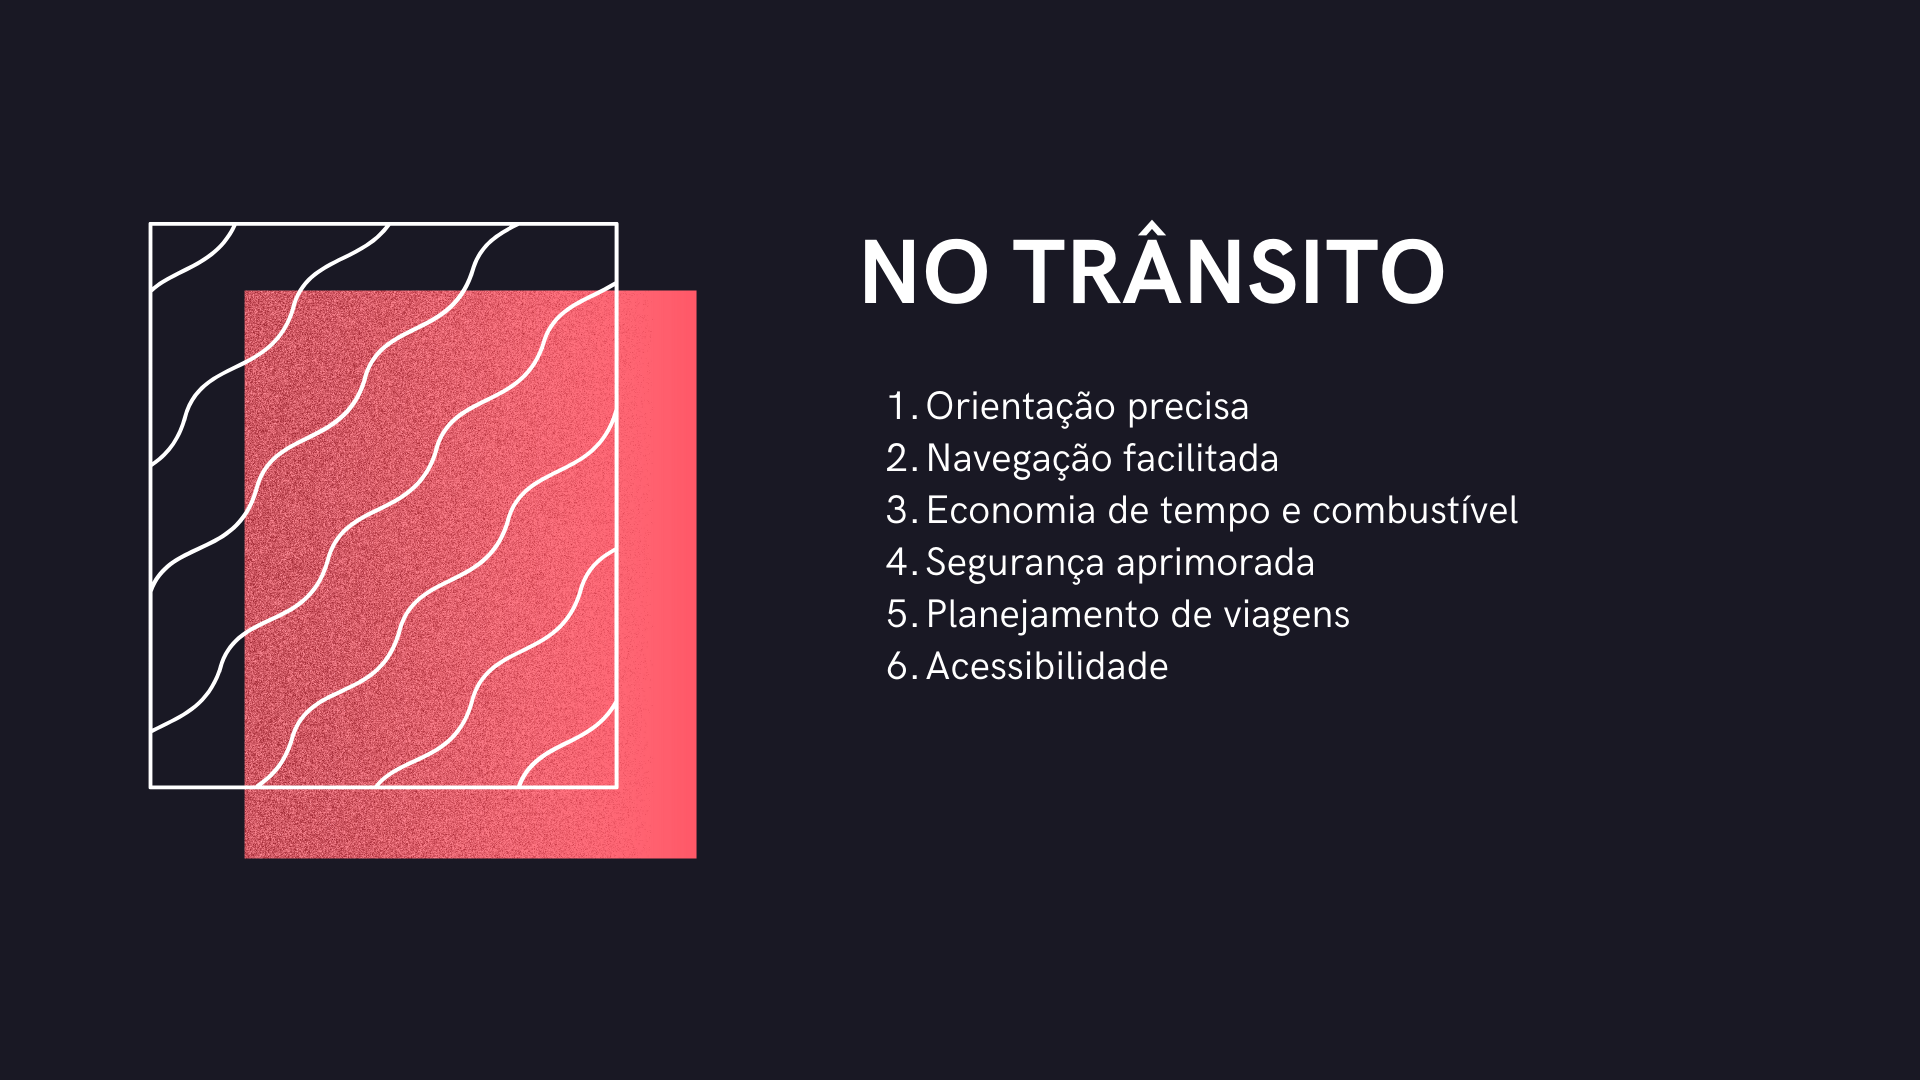 NO TRÂNSITO
1. Orientação precisa
2. Navegação facilitada
3. Economia de tempo e combustível
4. Segurança aprimorada
5. Planejamento de viagens
6. Acessibilidade